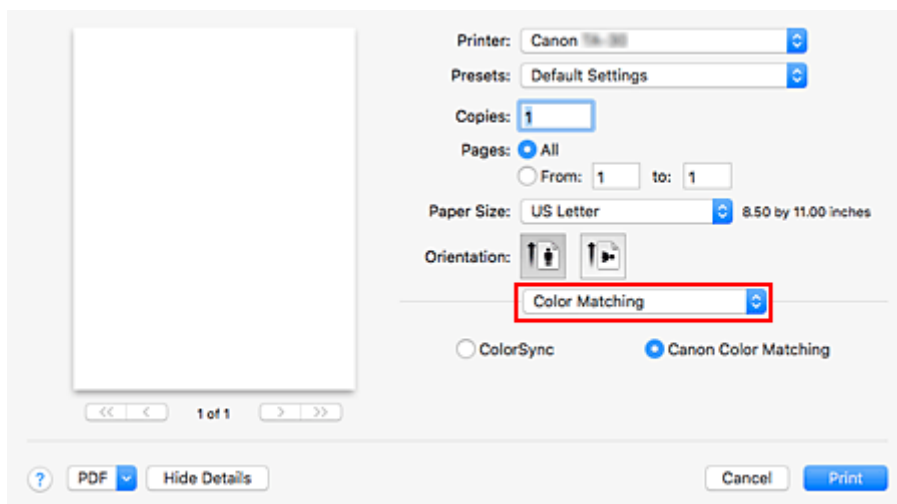 Printer: Canon
Presets: Default Settings
Copies: 1
Pages: All
From: 1 to: 1
Paper Size: US Letter 8.50 by 11.00 inches
Orientation:
Color Matching
ColorSync Canon Color Matching
<< < 1 of 1 > >>
? PDF Hide Details Cancel Print